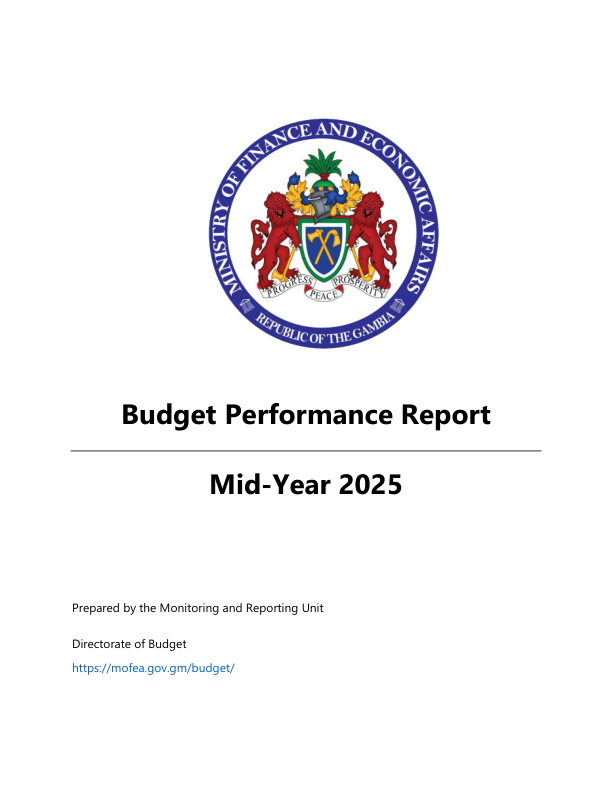 MINISTRY OF FINANCE AND ECONOMIC AFFAIRS
PROGRESS PEACE PROSPERITY
REPUBLIC OF THE GAMBIA
Budget Performance Report
Mid-Year 2025
Prepared by the Monitoring and Reporting Unit
Directorate of Budget
https://mofea.gov.gm/budget/